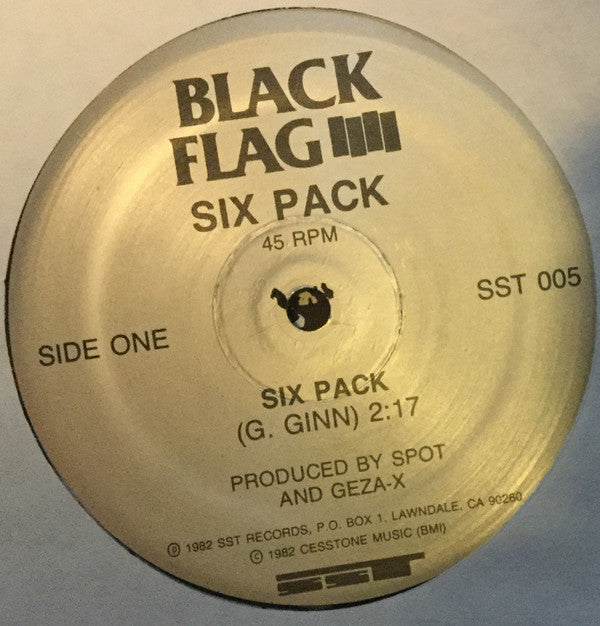 BLACK
FLAG
SIX PACK
45 RPM
SIDE ONE
SST 005
SIX PACK
(G. GINN) 2:17
PRODUCED BY SPOT
AND GEZA-X
℗ 1982 SST RECORDS, P.O. BOX 1, LAWNDALE, CA 90260
© 1982 CESSTONE MUSIC (BMI)
SST